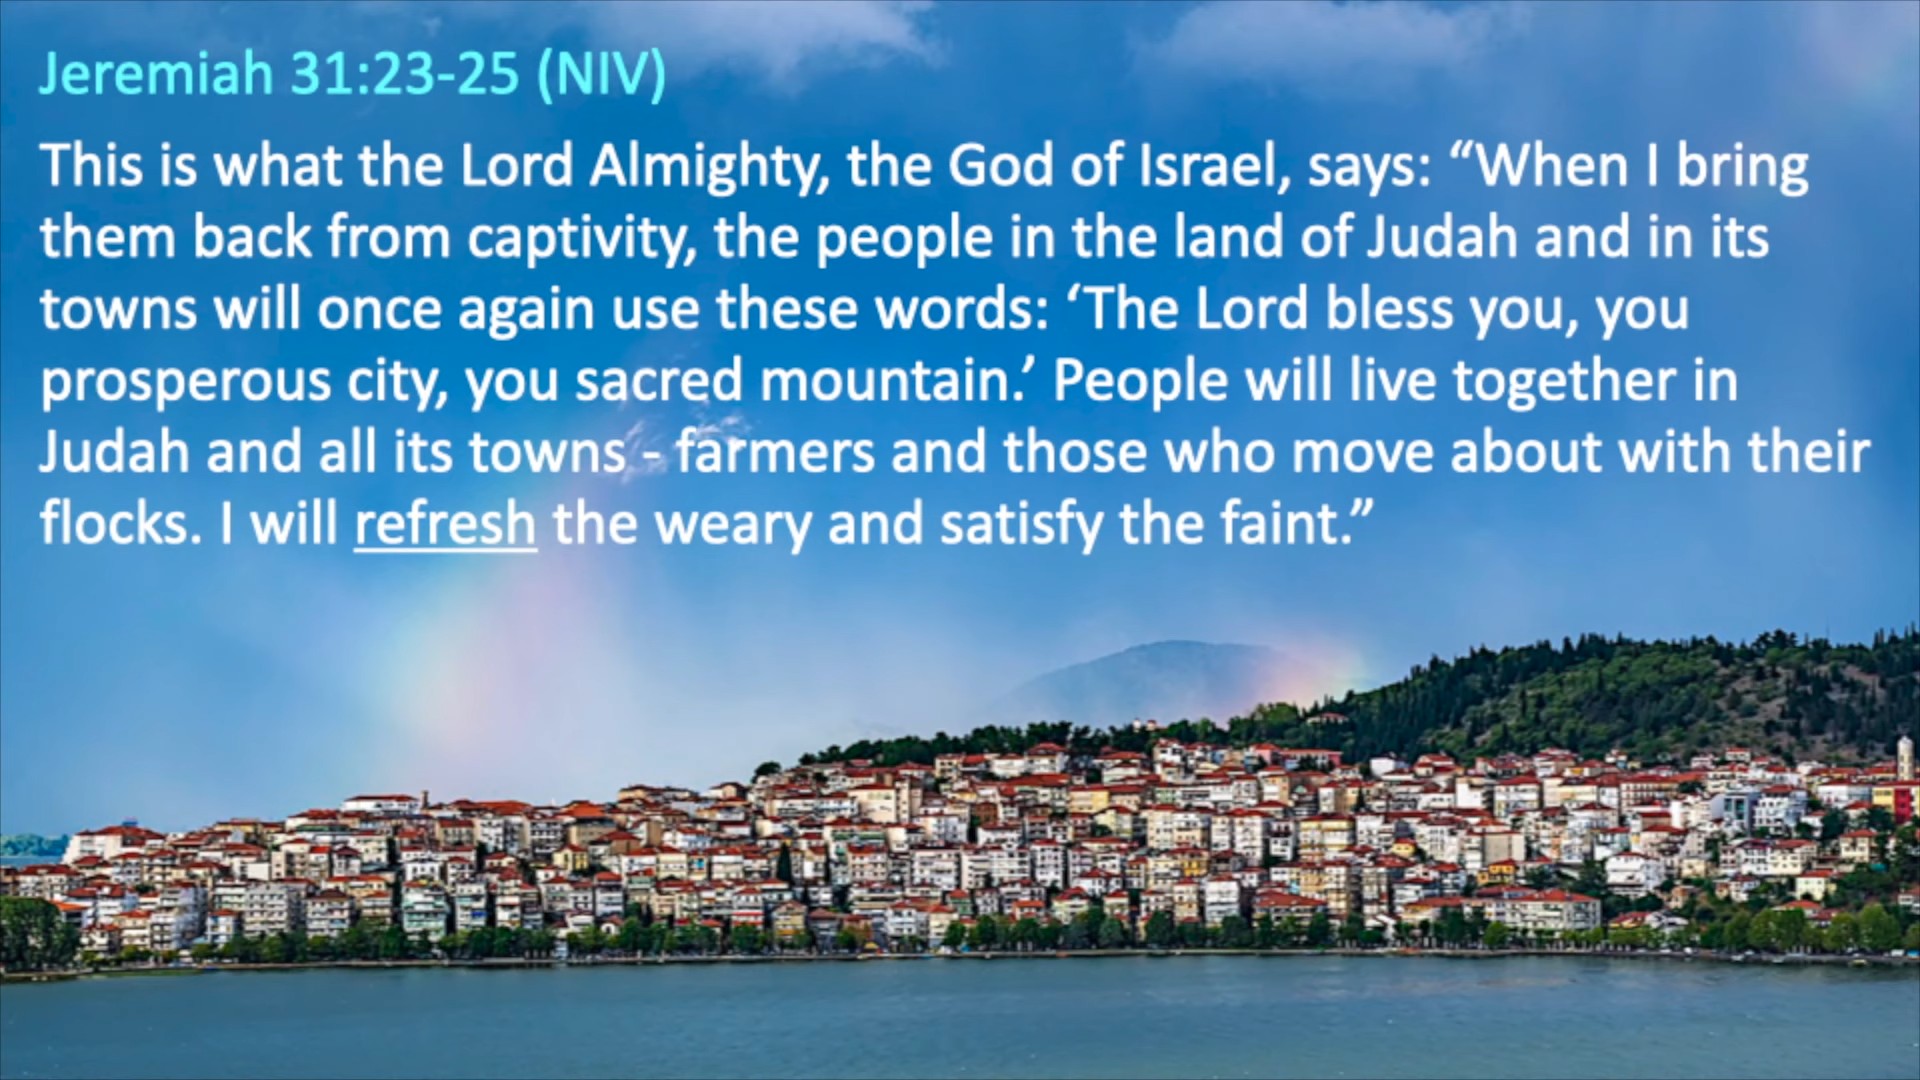 Jeremiah 31:23-25 (NIV)
This is what the Lord Almighty, the God of Israel, says: “When I bring
them back from captivity, the people in the land of Judah and in its
towns will once again use these words: ‘The Lord bless you, you
prosperous city, you sacred mountain.’ People will live together in
Judah and all its towns - farmers and those who move about with their
flocks. I will refresh the weary and satisfy the faint.”